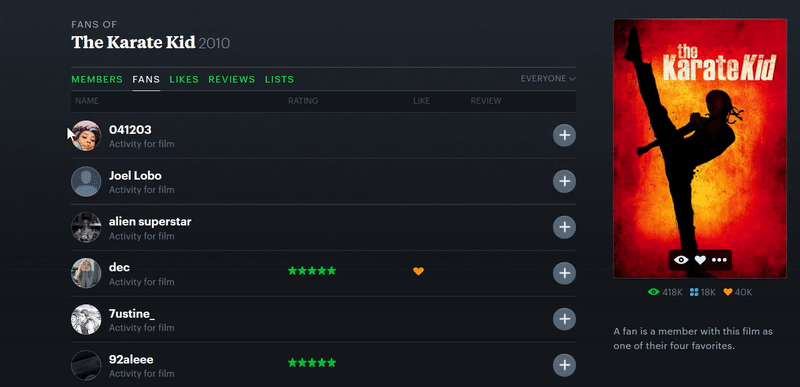 FANS OF
The Karate Kid 2010
MEMBERS FANS LIKES REVIEWS LISTS EVERYONE
NAME RATING LIKE REVIEW
041203
Activity for film
Joel Lobo
Activity for film
alien superstar
Activity for film
dec
Activity for film
7ustine_
Activity for film
92aleee
Activity for film
the
Karate Kid
418K 18K 40K
A fan is a member with this film as
one of their four favorites.